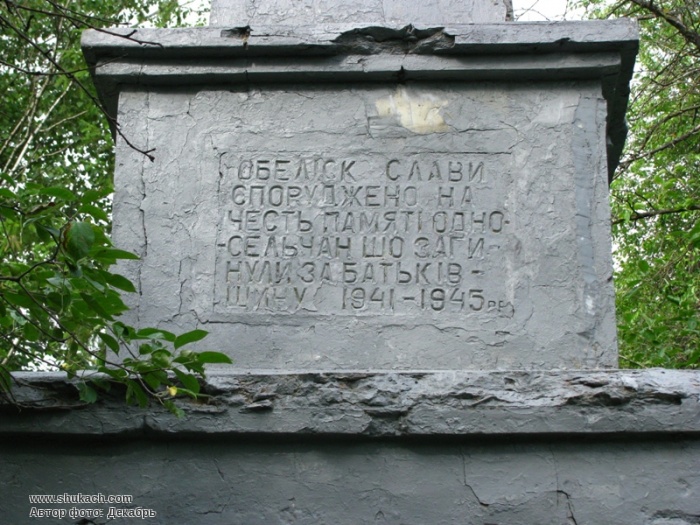 ОБЕЛІСК СЛАВИ
СПОРУДЖЕНО НА
ЧЕСТЬ ПАМЯТІ ОДНО-
-СЕЛЬЧАН ШО ЗАГИ-
НУЛИ ЗА БАТЬКІВ-
ЩИНУ 1941-1945 РР
www.shukach.com
Автор фото: Декабрь